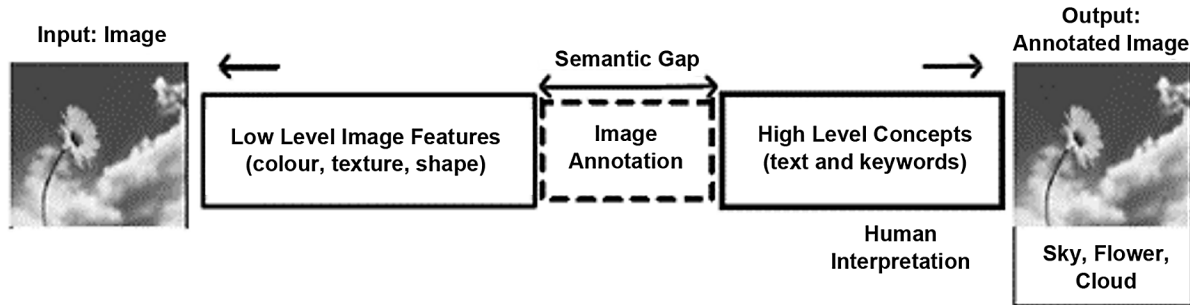 Input: Image
Output:
Annotated Image
Semantic Gap
Low Level Image Features
(colour, texture, shape)
Image
Annotation
High Level Concepts
(text and keywords)
Human
Interpretation
Sky, Flower,
Cloud